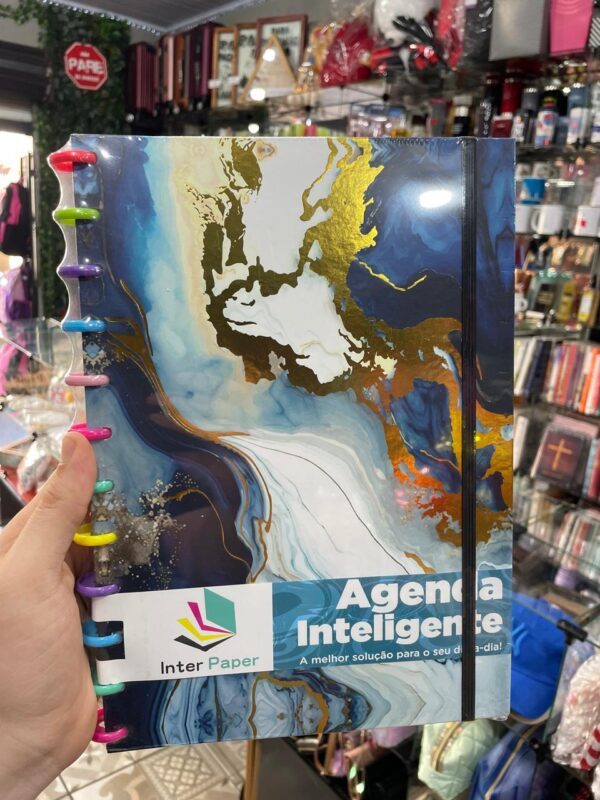 PARE
Agenda
Inteligente
A melhor solução para o seu dia-a-dia!
Inter Paper